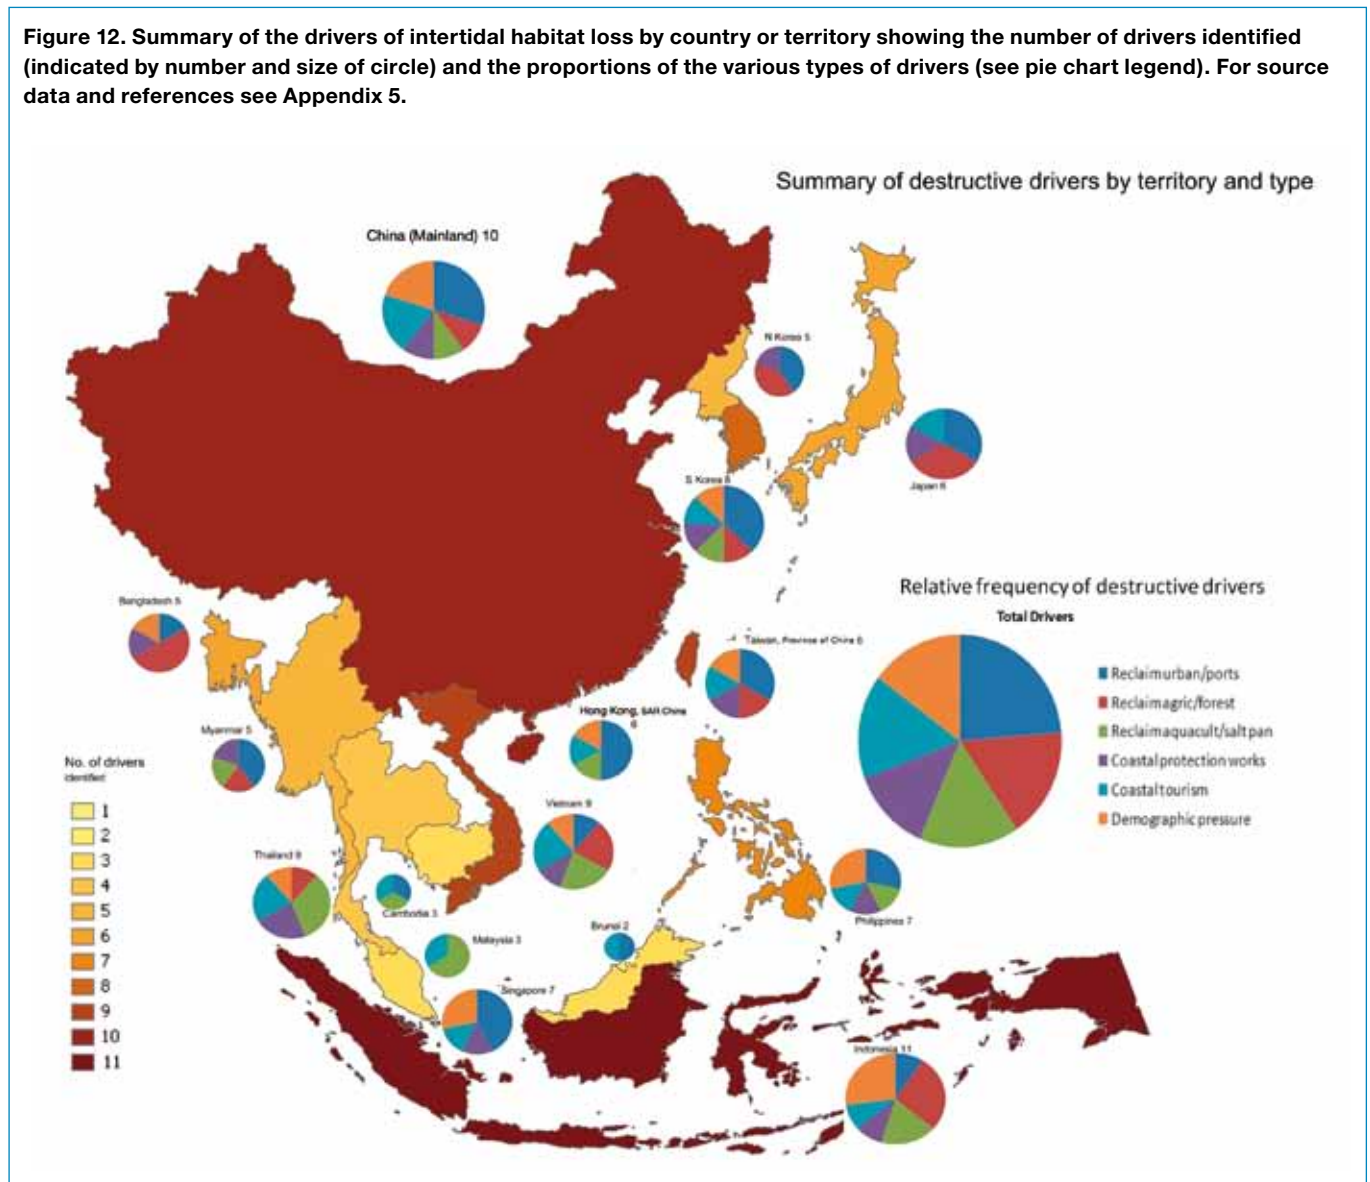 Figure 12. Summary of the drivers of intertidal habitat loss by country or territory showing the number of drivers identified
(indicated by number and size of circle) and the proportions of the various types of drivers (see pie chart legend). For source
data and references see Appendix 5.
Summary of destructive drivers by territory and type
China (Mainland) 10
N Korea 5
Japan 6
S Korea 8
Relative frequency of destructive drivers
Total Drivers
Reclaimurban/ports
Reclaimagric/forest
Reclaimaquacult/salt pan
Coastal protection works
Coastal tourism
Demographic pressure
Bangladesh 5
Taiwan, Province of China 6
Hong Kong, SAR China
6
Myanmar 5
No. of drivers
identified
1
2
3
4
5
6
7
8
9
10
11
Vietnam 9
Thailand 9
Cambodia 3
Philippines 7
Brunei 2
Malaysia 3
Singapore 7
Indonesia 11